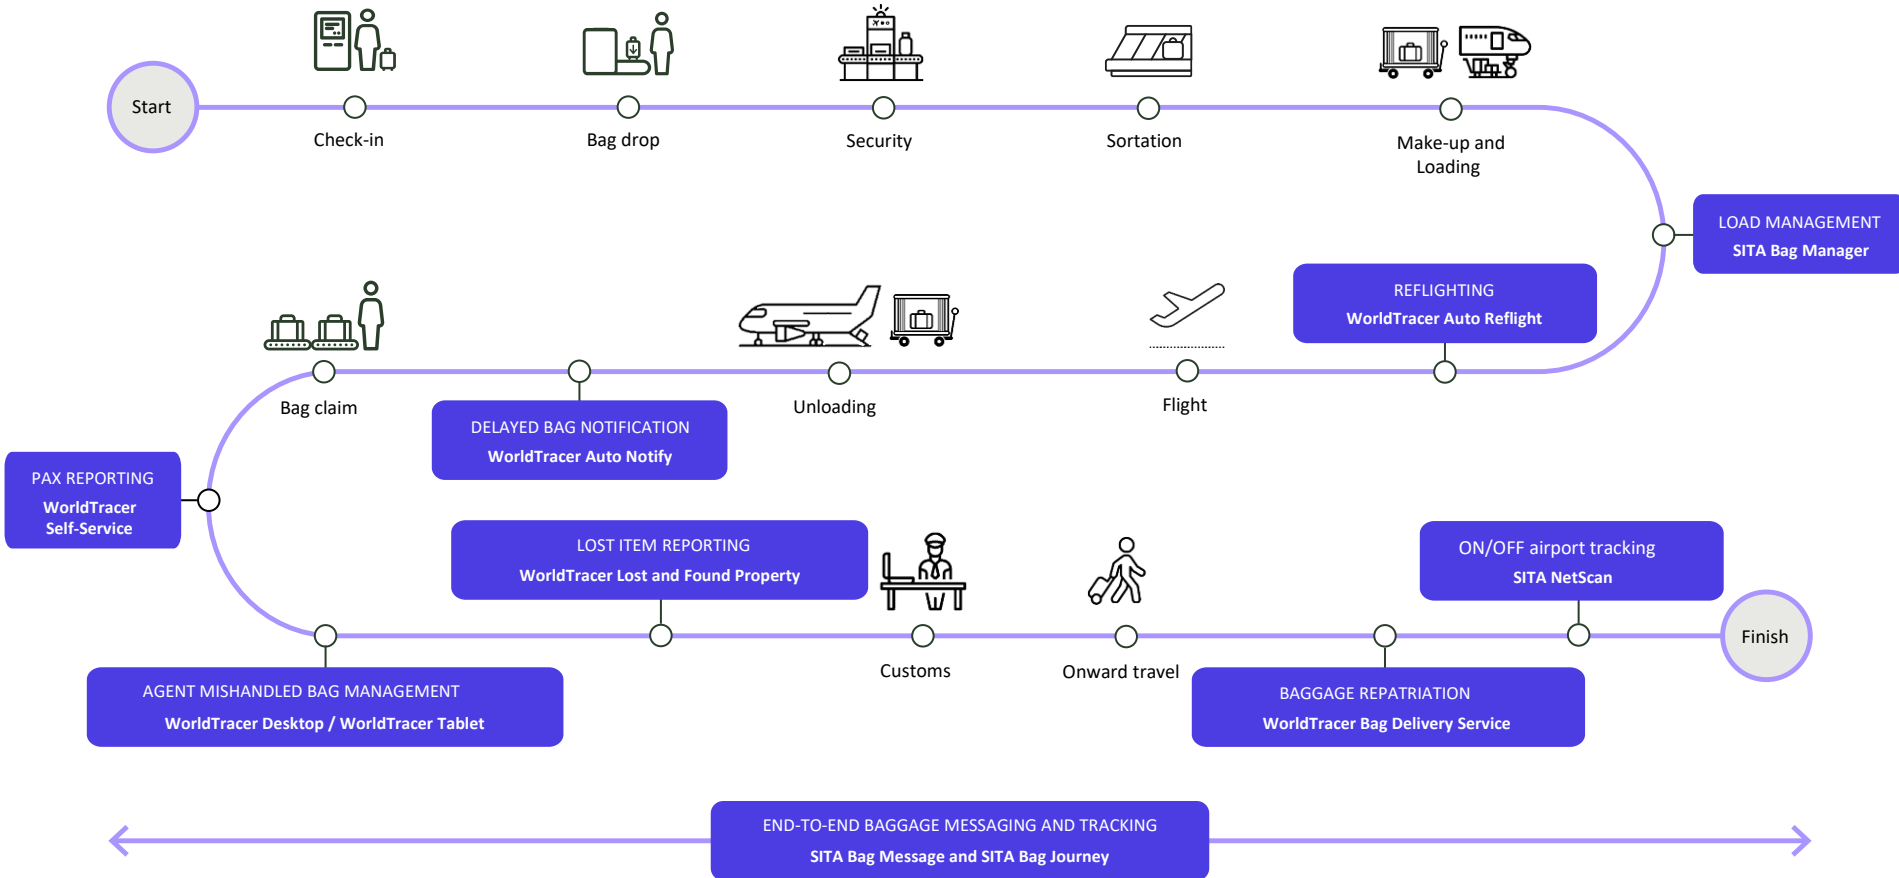 Start
Check-in
Bag drop
Security
Sortation
Make-up and
Loading
LOAD MANAGEMENT
SITA Bag Manager
REFLIGHTING
WorldTracer Auto Reflight
Flight
Unloading
DELAYED BAG NOTIFICATION
WorldTracer Auto Notify
Bag claim
PAX REPORTING
WorldTracer
Self-Service
AGENT MISHANDLED BAG MANAGEMENT
WorldTracer Desktop / WorldTracer Tablet
LOST ITEM REPORTING
WorldTracer Lost and Found Property
Customs
Onward travel
BAGGAGE REPATRIATION
WorldTracer Bag Delivery Service
ON/OFF airport tracking
SITA NetScan
Finish
END-TO-END BAGGAGE MESSAGING AND TRACKING
SITA Bag Message and SITA Bag Journey